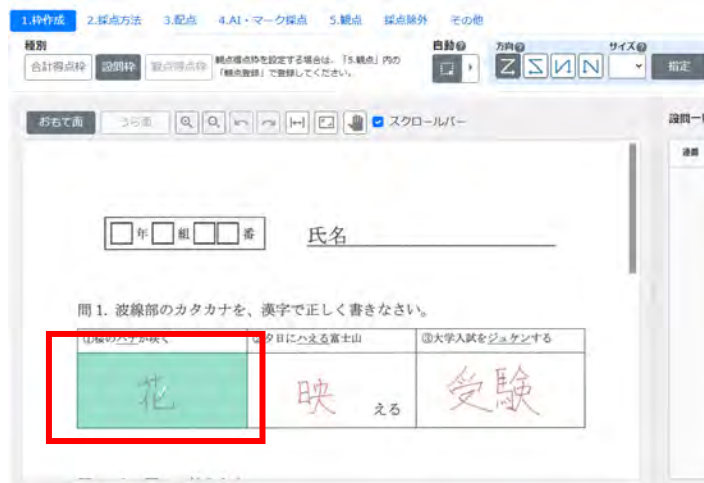 1.枠作成 2.採点方法 3.配点 4.AI・マーク採点 5.観点 採点除外 その他
種別 自動 方向 サイズ
合計得点枠 設問枠 観点得点枠 観点得点枠を設定する場合は、「5.観点」内の「観点登録」で登録してください。 指定
おもて面 うら面 スクロールバー 設問一
連番
年 組 番 氏名
問1. 波線部のカタカナを、漢字で正しく書きなさい。
①桜のハナが咲く ②夕日にハえる富士山 ③大学入試をジュケンする
花 映 える 受験